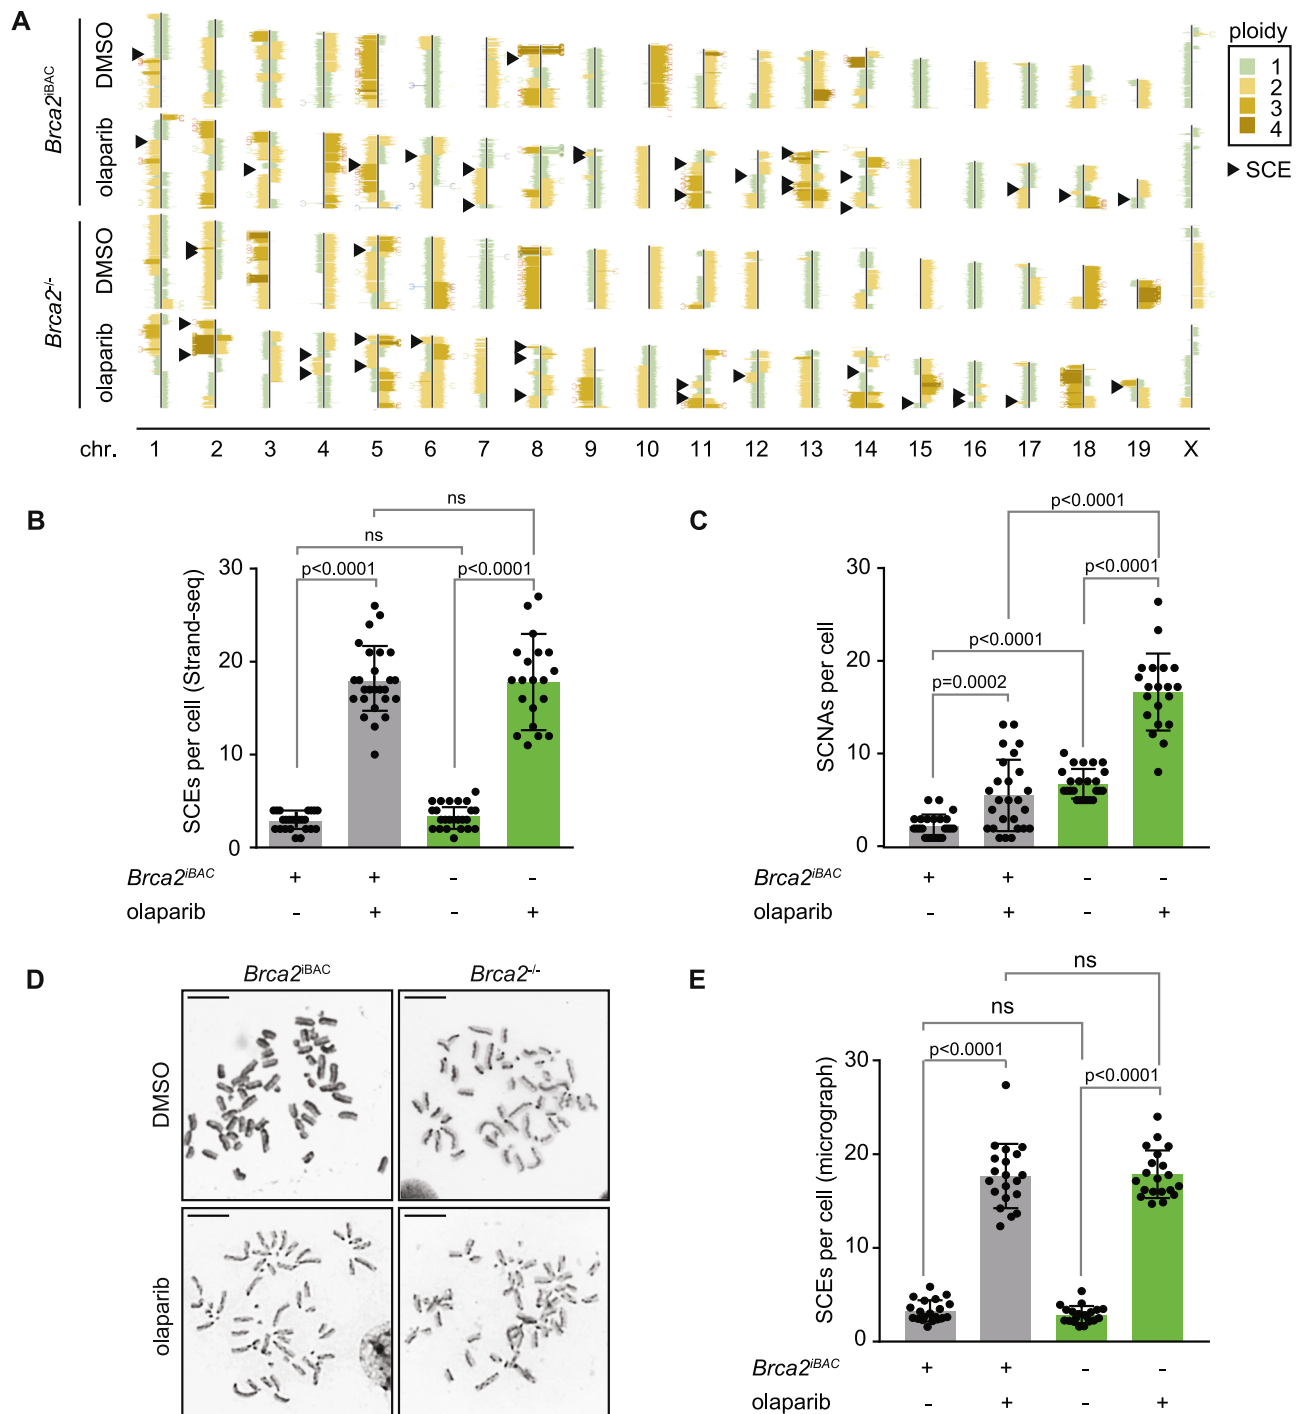 A
Brca2iBAC
DMSO
olaparib
Brca2-/-
DMSO
olaparib
ploidy
1
2
3
4
SCE
chr. 1 2 3 4 5 6 7 8 9 10 11 12 13 14 15 16 17 18 19 X
B
ns
ns
p<0.0001 p<0.0001
SCEs per cell (Strand-seq)
30
20
10
0
Brca2iBAC + + - -
olaparib - + - +
C
p<0.0001
p<0.0001
p<0.0001
p=0.0002
SCNAs per cell
30
20
10
0
Brca2iBAC + + - -
olaparib - + - +
D
Brca2iBAC Brca2-/-
DMSO
olaparib
E
ns
ns
p<0.0001
p<0.0001
SCEs per cell (micrograph)
30
20
10
0
Brca2iBAC + + - -
olaparib - + - +